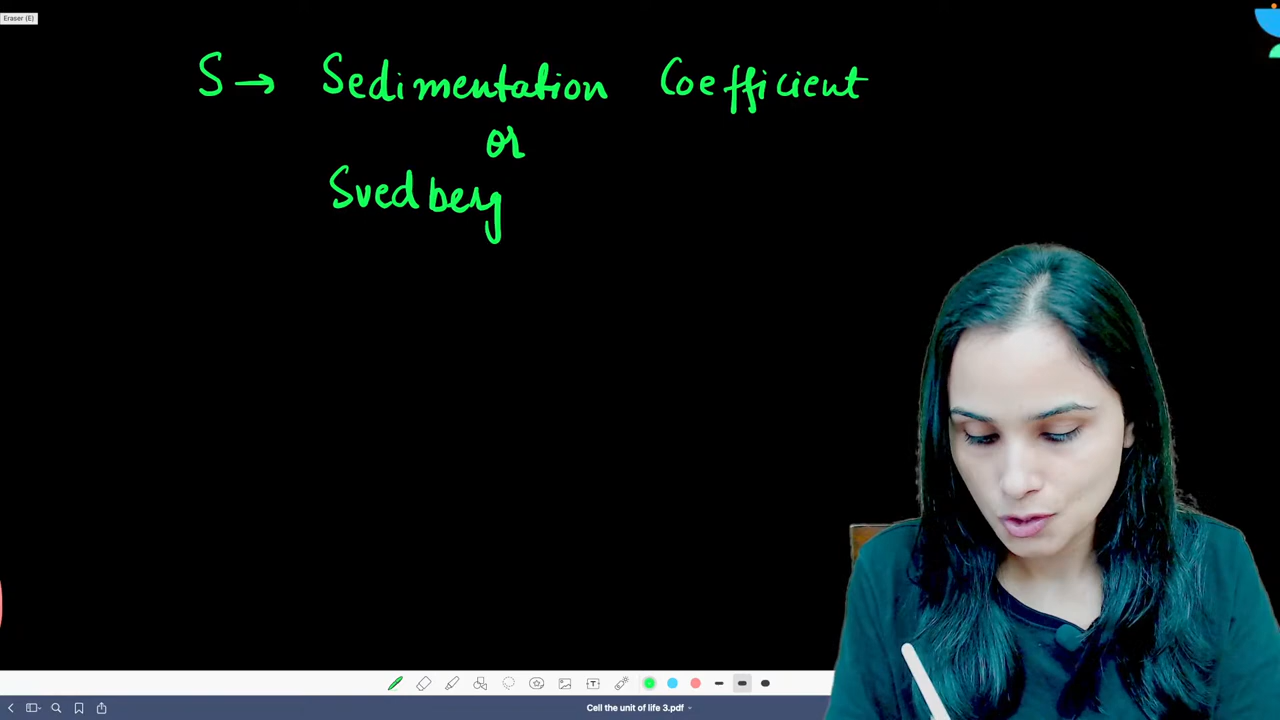 Eraser (E)
S → Sedimentation Coefficient
or
Svedberg
Cell the unit of life 3.pdf